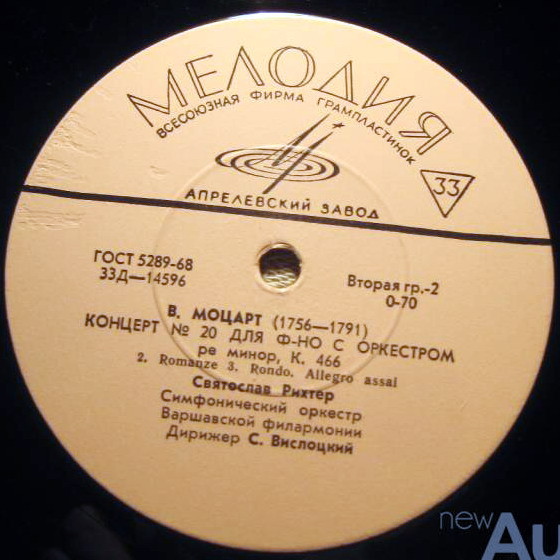 МЕЛОДИЯ
ВСЕСОЮЗНАЯ ФИРМА ГРАМПЛАСТИНОК
33
АПРЕЛЕВСКИЙ ЗАВОД
ГОСТ 5289-68
33Д—14596
Вторая гр.-2
0-70
В. МОЦАРТ (1756—1791)
КОНЦЕРТ № 20 ДЛЯ Ф-НО С ОРКЕСТРОМ
ре минор, К. 466
2. Romanze 3. Rondo. Allegro assai
Святослав Рихтер
Симфонический оркестр
Варшавской филармонии
Дирижер С. Вислоцкий
new
Au